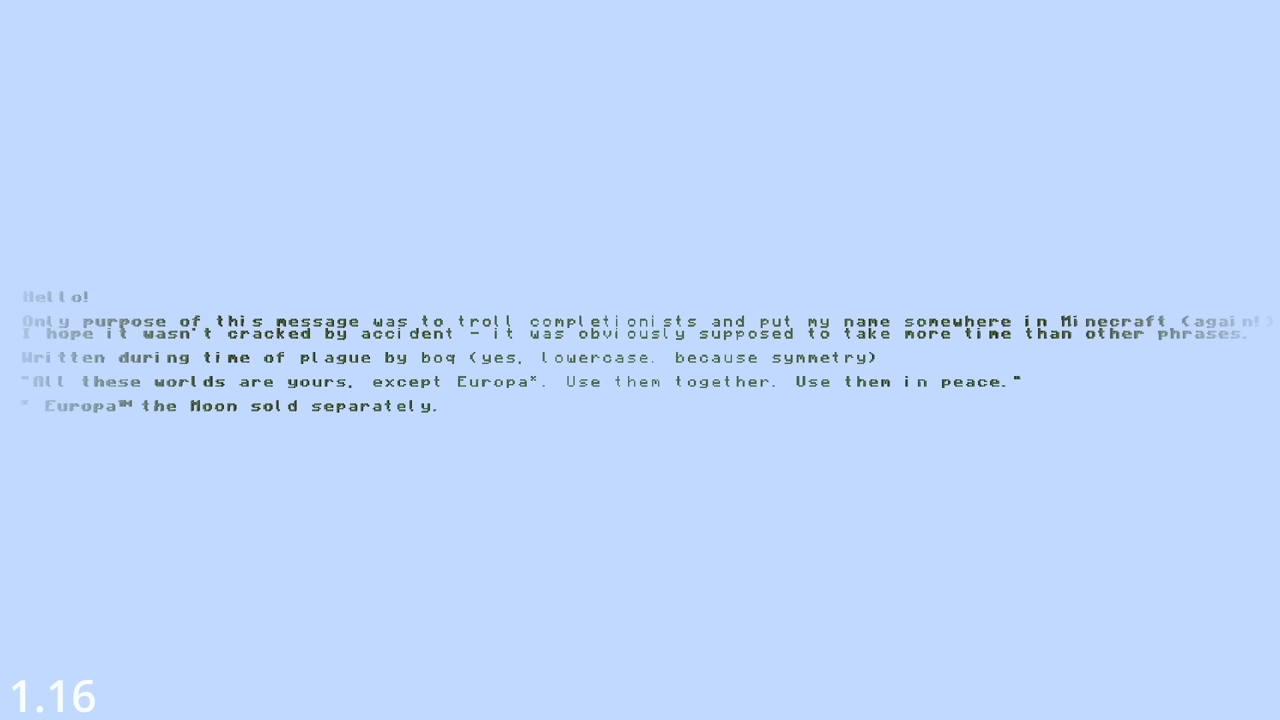 Hello!
Only purpose of this message was to troll completionists and put my name somewhere in Minecraft (again!)
I hope it wasn't cracked by accident - it was obviously supposed to take more time than other phrases.
Written during time of plague by boq (yes, lowercase. because symmetry)
"All these worlds are yours, except Europa*. Use them together. Use them in peace."
* Europa™ the Moon sold separately.
1.16